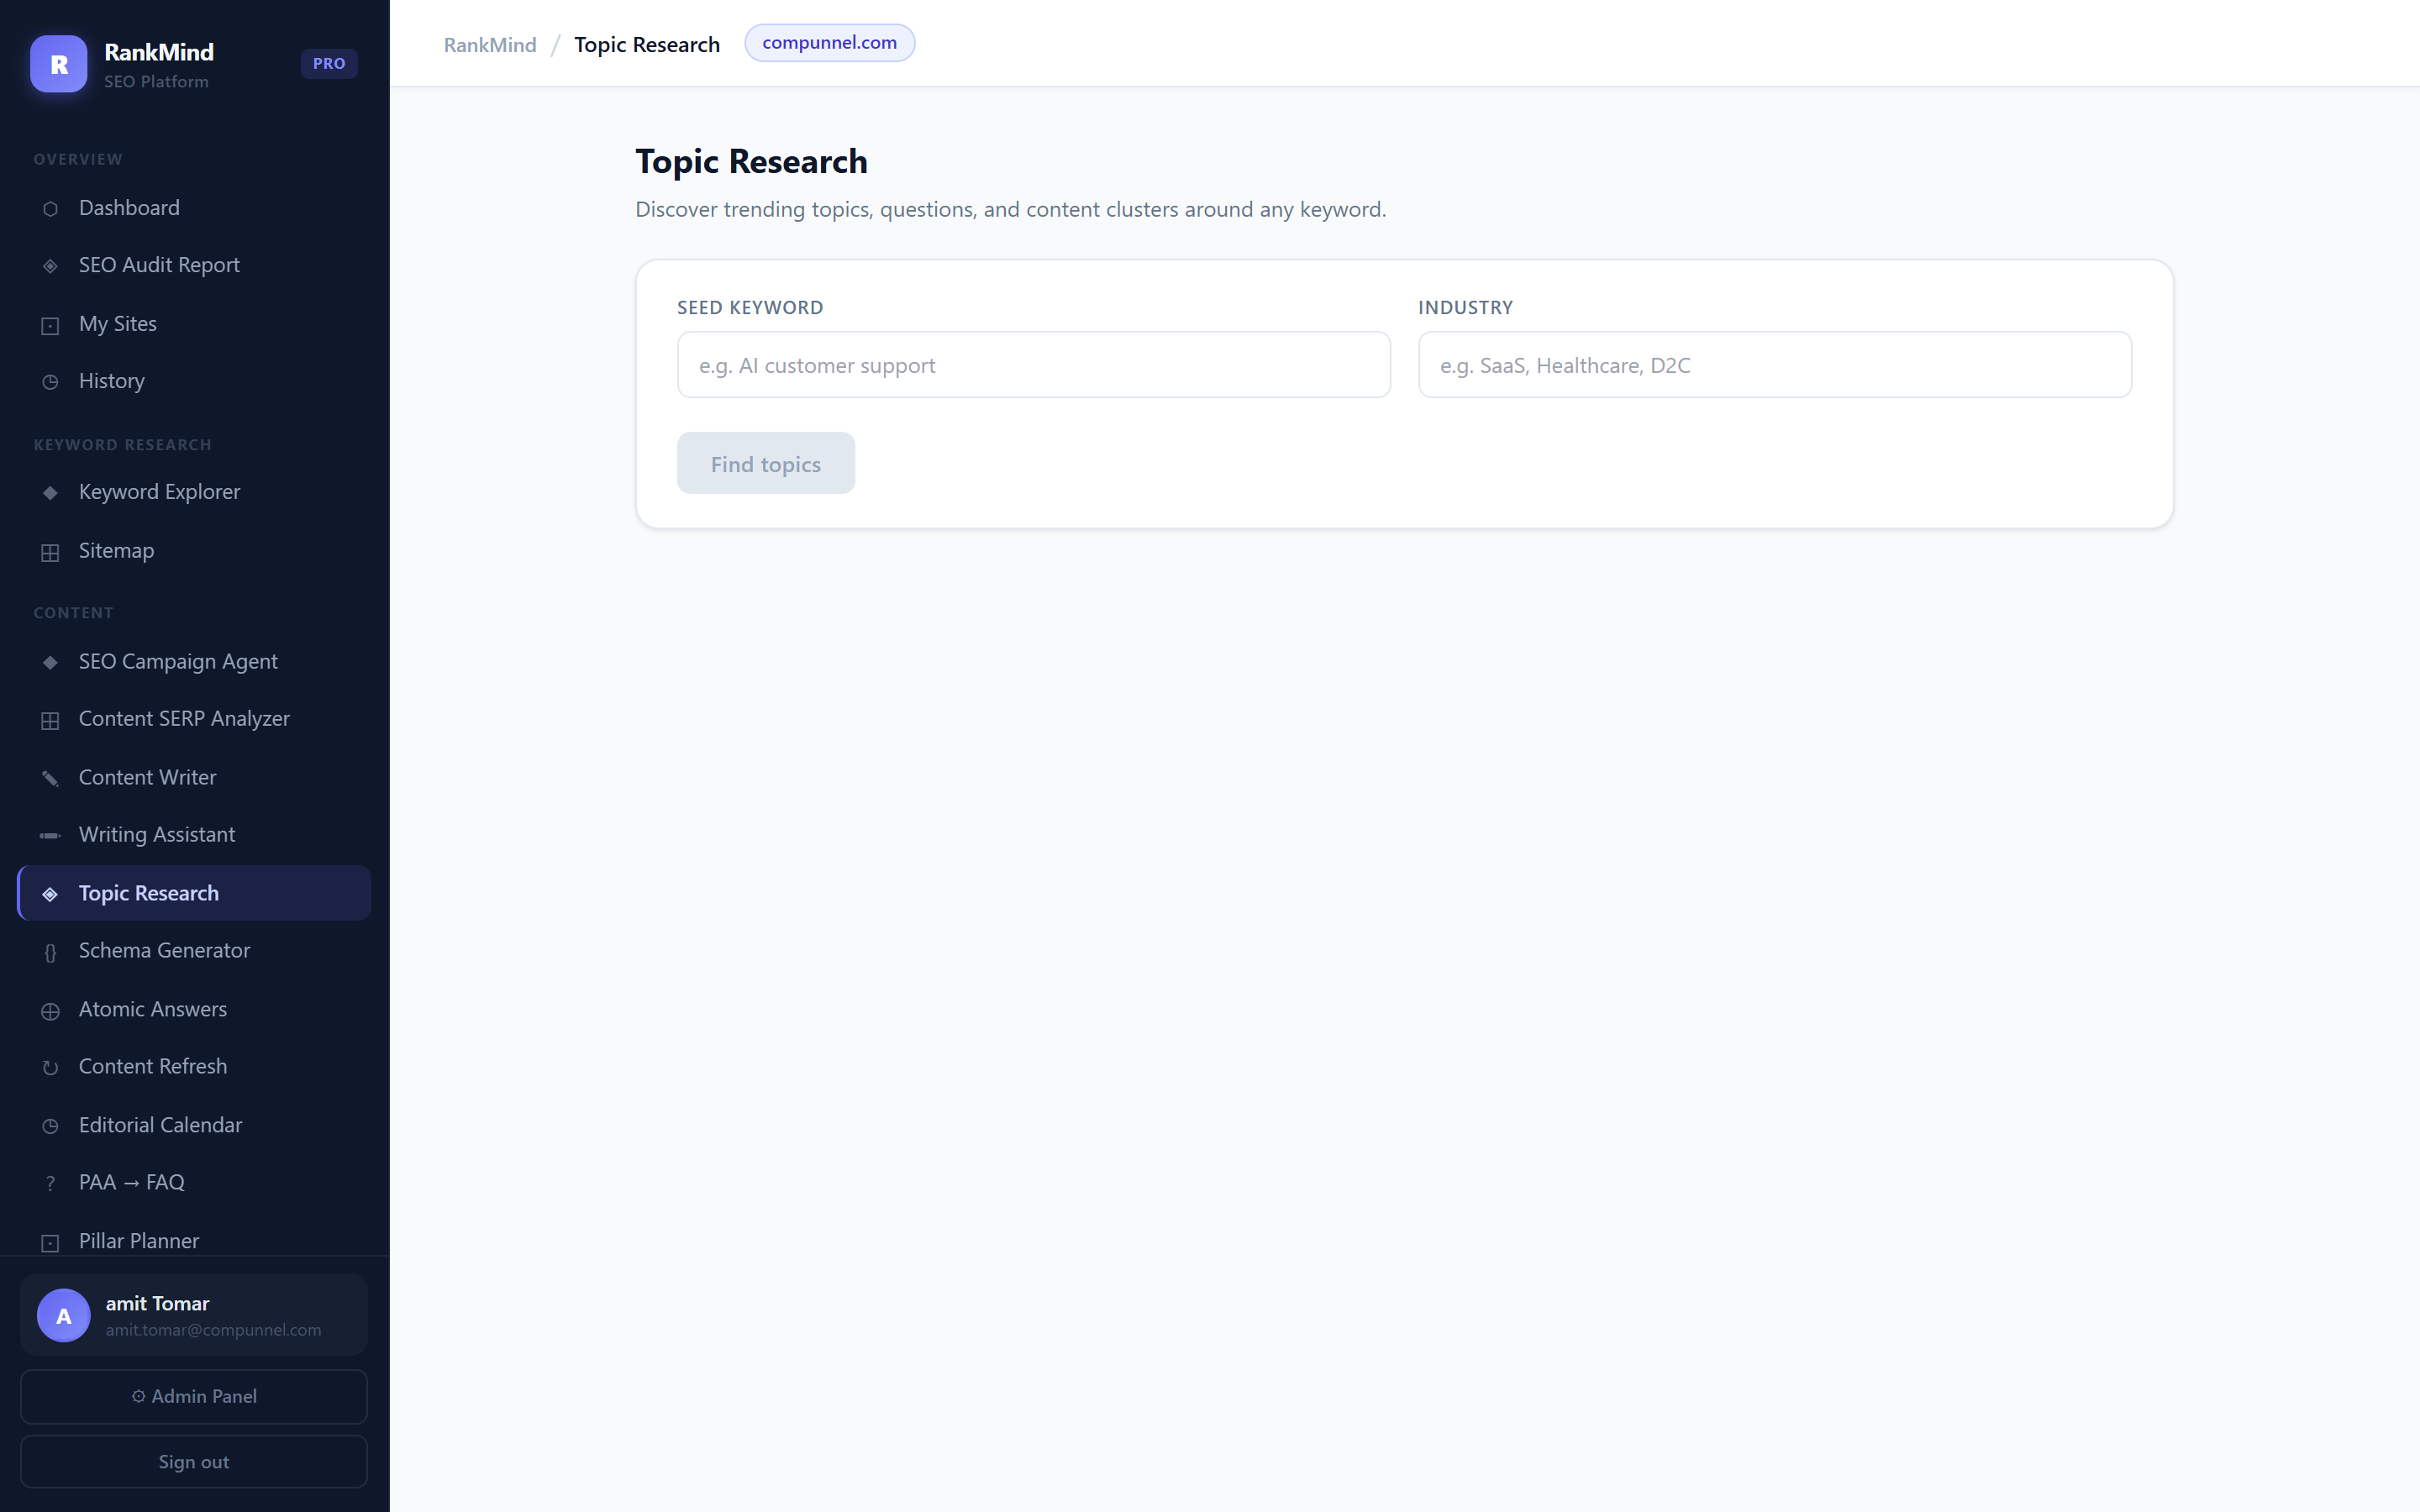 R
RankMind
SEO Platform
PRO
OVERVIEW
Dashboard
SEO Audit Report
My Sites
History
KEYWORD RESEARCH
Keyword Explorer
Sitemap
CONTENT
SEO Campaign Agent
Content SERP Analyzer
Content Writer
Writing Assistant
Topic Research
{} Schema Generator
Atomic Answers
Content Refresh
Editorial Calendar
? PAA → FAQ
Pillar Planner
A
amit Tomar
amit.tomar@compunnel.com
Admin Panel
Sign out
RankMind / Topic Research compunnel.com
Topic Research
Discover trending topics, questions, and content clusters around any keyword.
SEED KEYWORD
e.g. AI customer support
INDUSTRY
e.g. SaaS, Healthcare, D2C
Find topics